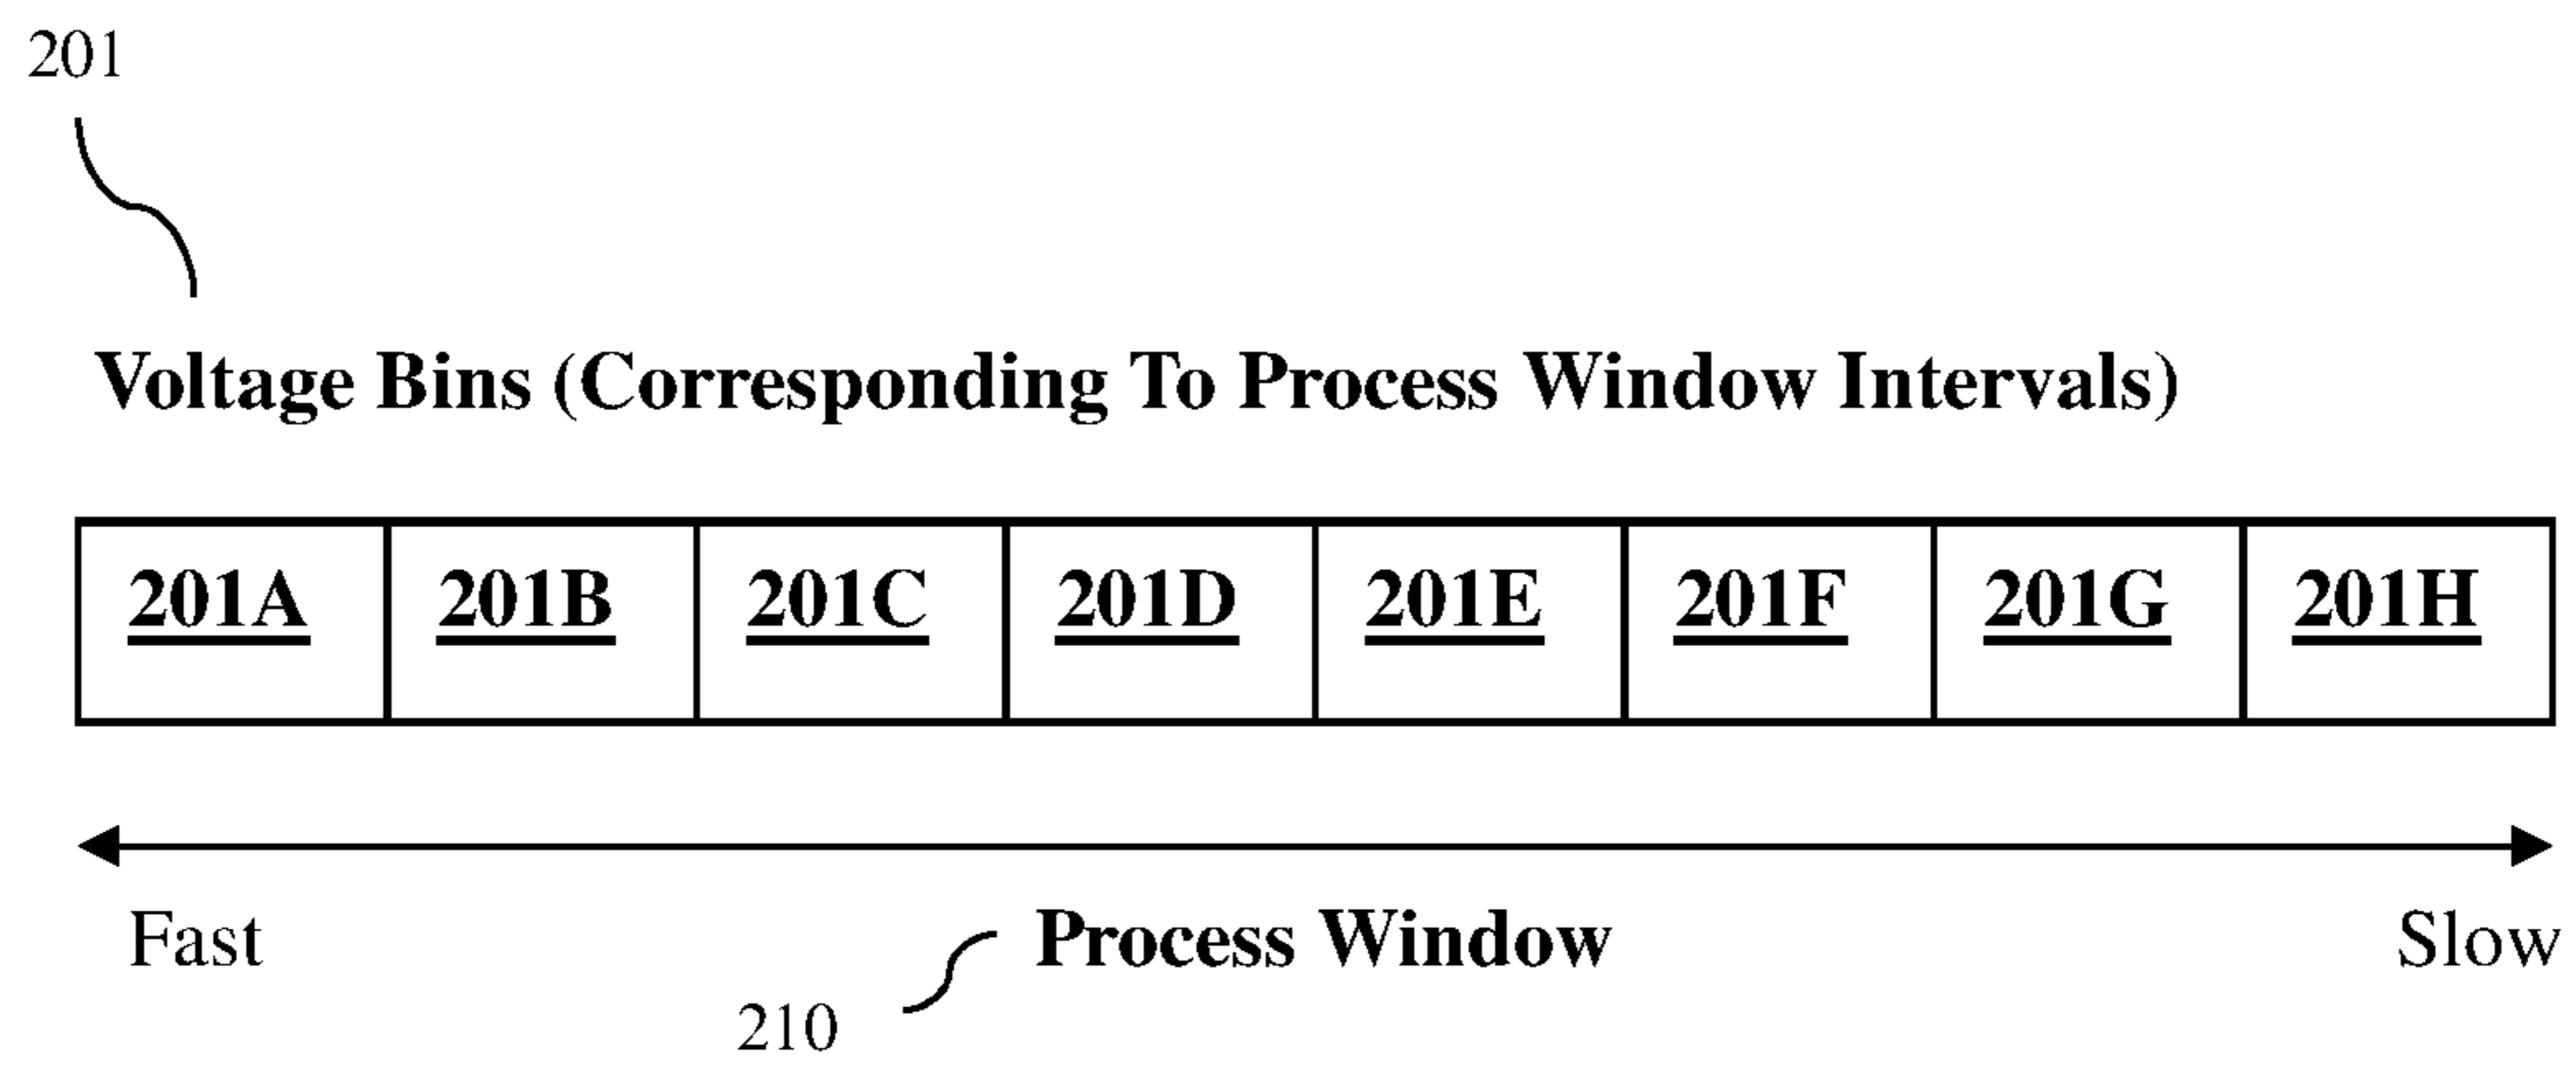 201
Voltage Bins (Corresponding To Process Window Intervals)
201A 201B 201C 201D 201E 201F 201G 201H
Fast Process Window Slow
210